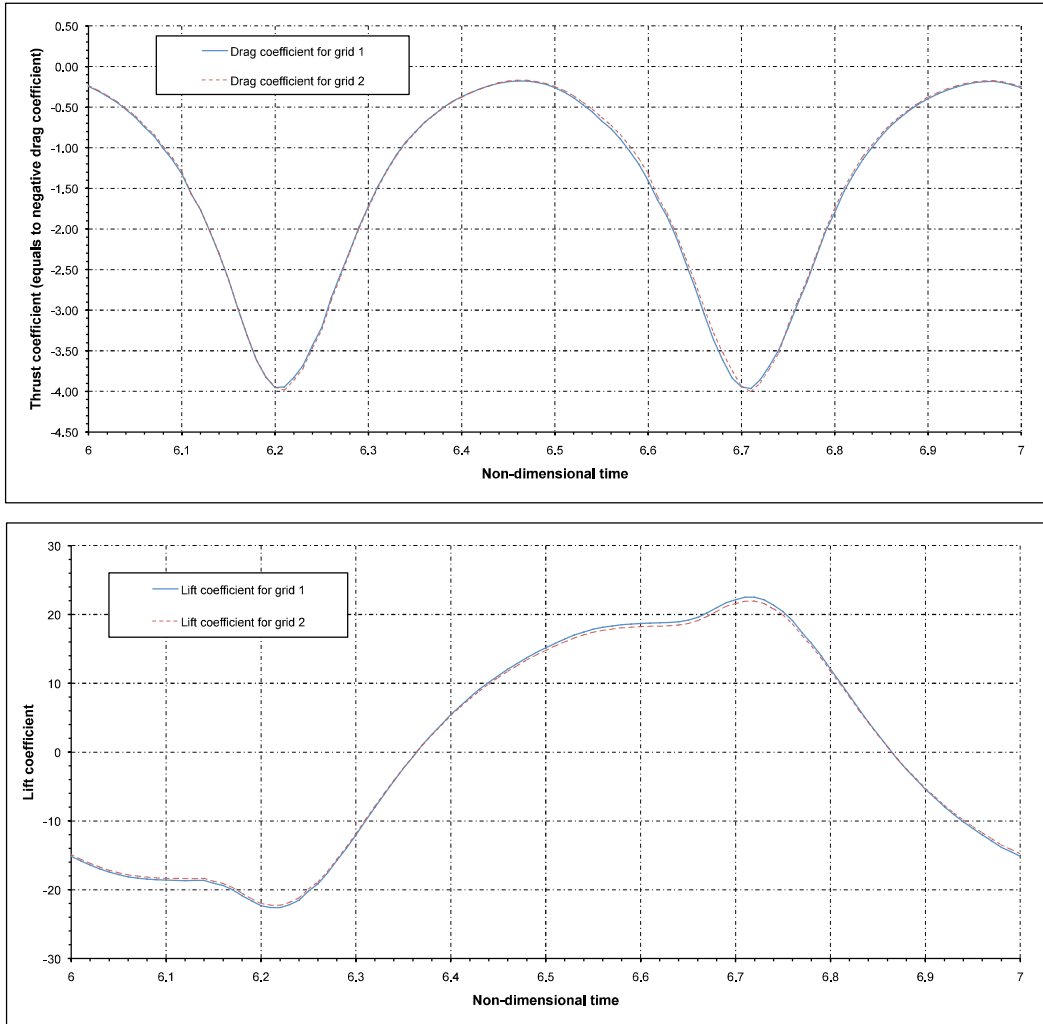 0.50
0.00
-0.50
-1.00
-1.50
-2.00
-2.50
-3.00
-3.50
-4.00
-4.50
Thrust coefficient (equals to negative drag coefficient)
Drag coefficient for grid 1
Drag coefficient for grid 2
6 6.1 6.2 6.3 6.4 6.5 6.6 6.7 6.8 6.9 7
Non-dimensional time
30
20
10
0
-10
-20
-30
Lift coefficient
Lift coefficient for grid 1
Lift coefficient for grid 2
6 6.1 6.2 6.3 6.4 6.5 6.6 6.7 6.8 6.9 7
Non-dimensional time